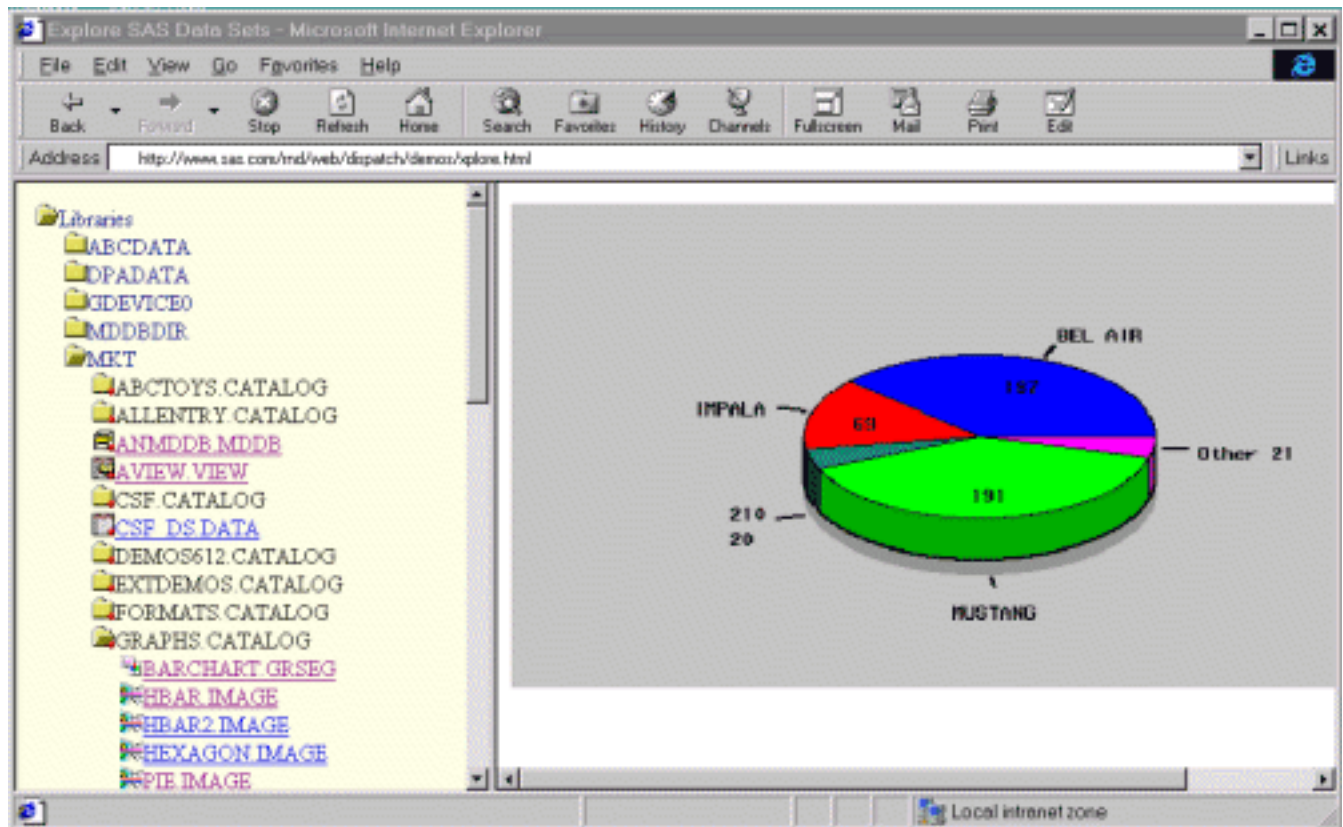 Explore SAS Data Sets - Microsoft Internet Explorer
File Edit View Go Favorites Help
Back Forward Stop Refresh Home Search Favorites History Channels Fullscreen Mail Print Edit
Address http://www.sas.com/rnd/web/dispatch/demos/xplore.html Links
Libraries
ABCDATA
DPADATA
GDEVICE0
MDDBDIR
MKT
ABCTOYS.CATALOG
ALLENTRY.CATALOG
ANMDDB.MDDB
AVIEW.VIEW
CSF.CATALOG
CSF_DS.DATA
DEMOS612.CATALOG
EXTDEMOS.CATALOG
FORMATS.CATALOG
GRAPHS.CATALOG
BARCHART.GRSEG
HBAR.IMAGE
HBAR2.IMAGE
HEXAGON.IMAGE
PIE.IMAGE
BEL AIR
197
IMPALA
Other 21
191
210
20
MUSTANG
Local intranet zone